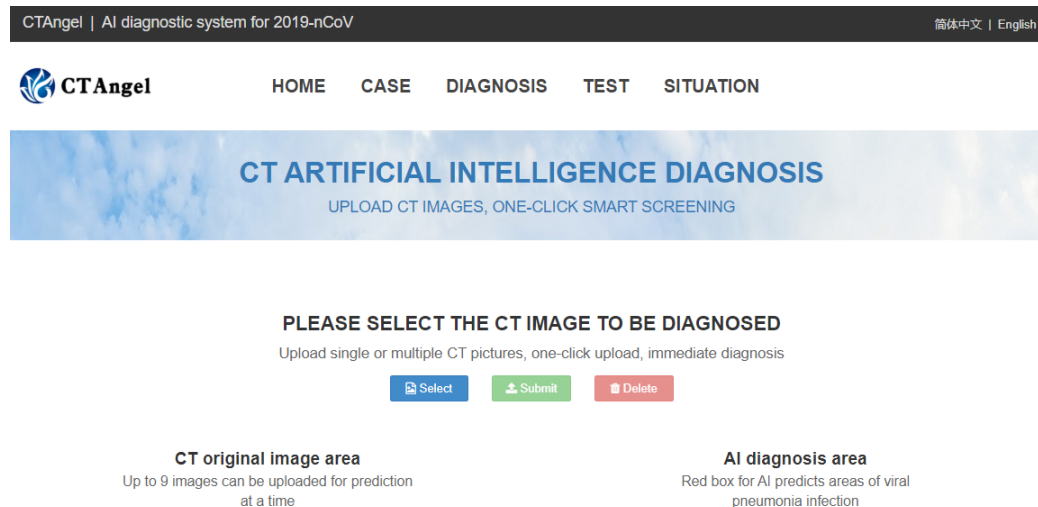 CTAngel | AI diagnostic system for 2019-nCoV
简体中文 | English
CTAngel
HOME CASE DIAGNOSIS TEST SITUATION
CT ARTIFICIAL INTELLIGENCE DIAGNOSIS
UPLOAD CT IMAGES, ONE-CLICK SMART SCREENING
PLEASE SELECT THE CT IMAGE TO BE DIAGNOSED
Upload single or multiple CT pictures, one-click upload, immediate diagnosis
Select Submit Delete
CT original image area
Up to 9 images can be uploaded for prediction
at a time
AI diagnosis area
Red box for AI predicts areas of viral
pneumonia infection